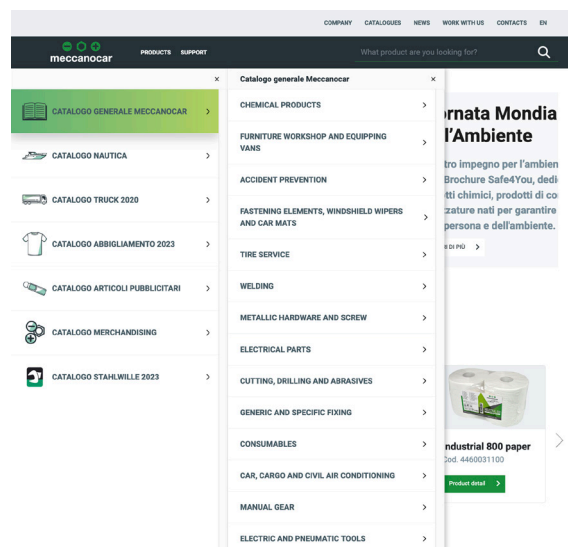 COMPANY CATALOGUES NEWS WORK WITH US CONTACTS EN
meccanocar PRODUCTS SUPPORT What product are you looking for?
×
CATALOGO GENERALE MECCANOCAR
CATALOGO NAUTICA
CATALOGO TRUCK 2020
CATALOGO ABBIGLIAMENTO 2023
CATALOGO ARTICOLI PUBBLICITARI
CATALOGO MERCHANDISING
CATALOGO STAHLWILLE 2023
Catalogo generale Meccanocar ×
CHEMICAL PRODUCTS
FURNITURE WORKSHOP AND EQUIPPING
VANS
ACCIDENT PREVENTION
FASTENING ELEMENTS, WINDSHIELD WIPERS
AND CAR MATS
TIRE SERVICE
WELDING
METALLIC HARDWARE AND SCREW
ELECTRICAL PARTS
CUTTING, DRILLING AND ABRASIVES
GENERIC AND SPECIFIC FIXING
CONSUMABLES
CAR, CARGO AND CIVIL AIR CONDITIONING
MANUAL GEAR
ELECTRIC AND PNEUMATIC TOOLS
rnata Mondia
l'Ambiente
tro impegno per l'ambien
Brochure Safe4You, dedi
tti chimici, prodotti di co
zzature nati per garantire
persona e dell'ambiente.
DI PIÙ
ndustrial 800 paper
Cod. 4460031100
Product detail